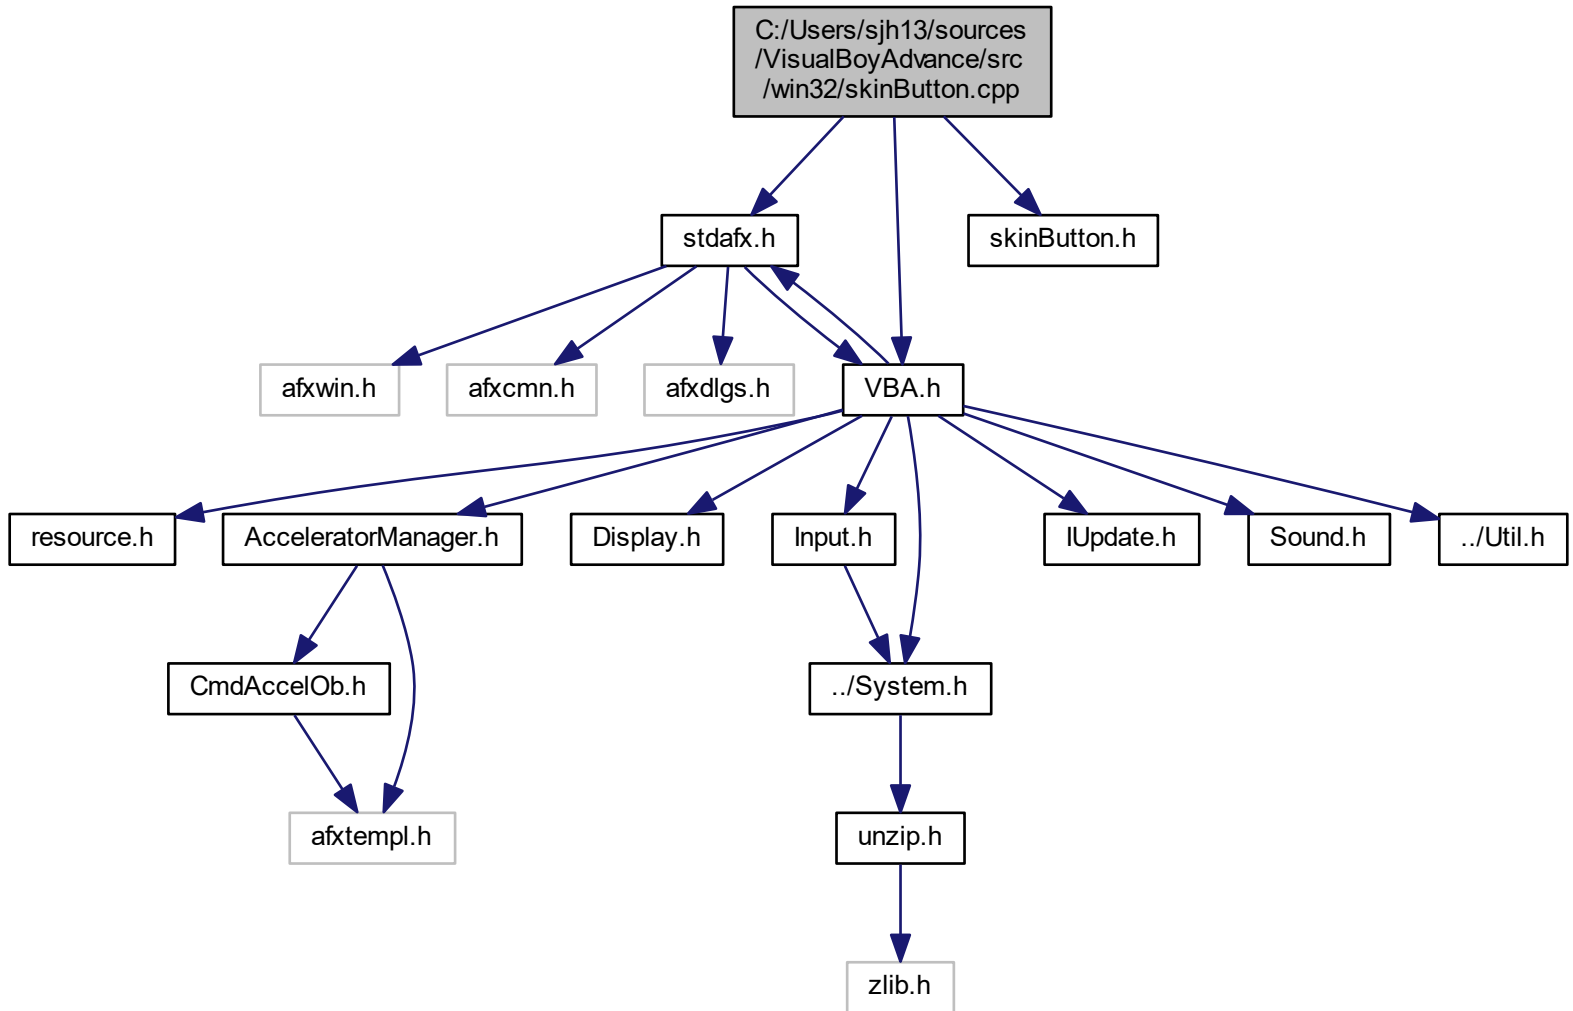 C:/Users/sjh13/sources
/VisualBoyAdvance/src
/win32/skinButton.cpp
stdafx.h
skinButton.h
afxwin.h
afxcmn.h
afxdlgs.h
VBA.h
resource.h
AcceleratorManager.h
Display.h
Input.h
IUpdate.h
Sound.h
../Util.h
CmdAccelOb.h
../System.h
afxtempl.h
unzip.h
zlib.h